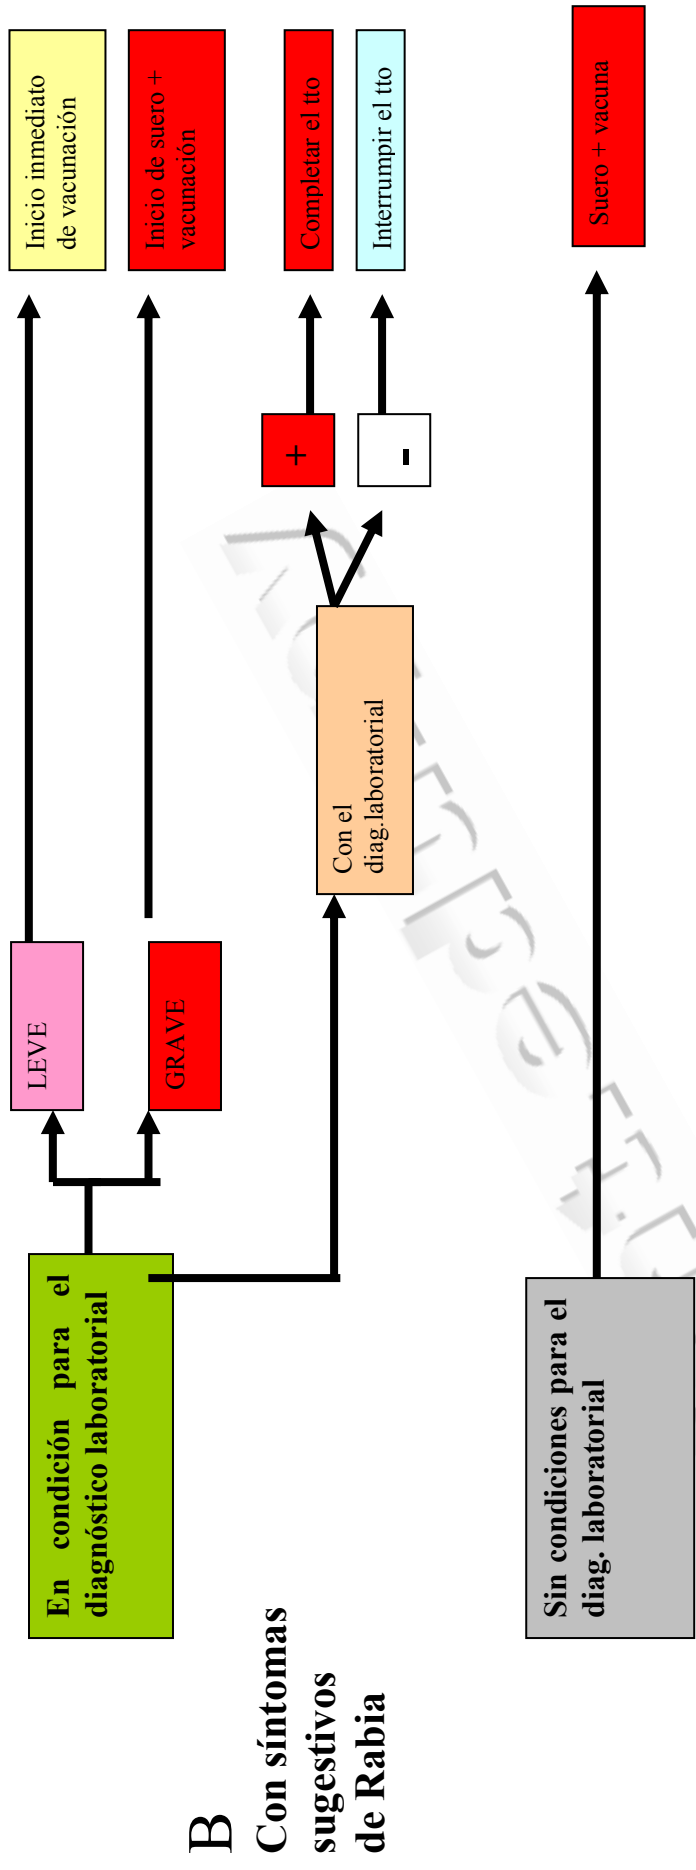 B
Con síntomas
sugestivos
de Rabia
En condición para el
diagnóstico laboratorial
LEVE
Inicio inmediato
de vacunación
GRAVE
Inicio de suero +
vacunación
Con el
diag.laboratorial
+
Completar el tto
-
Interrumpir el tto
Sin condiciones para el
diag. laboratorial
Suero + vacuna